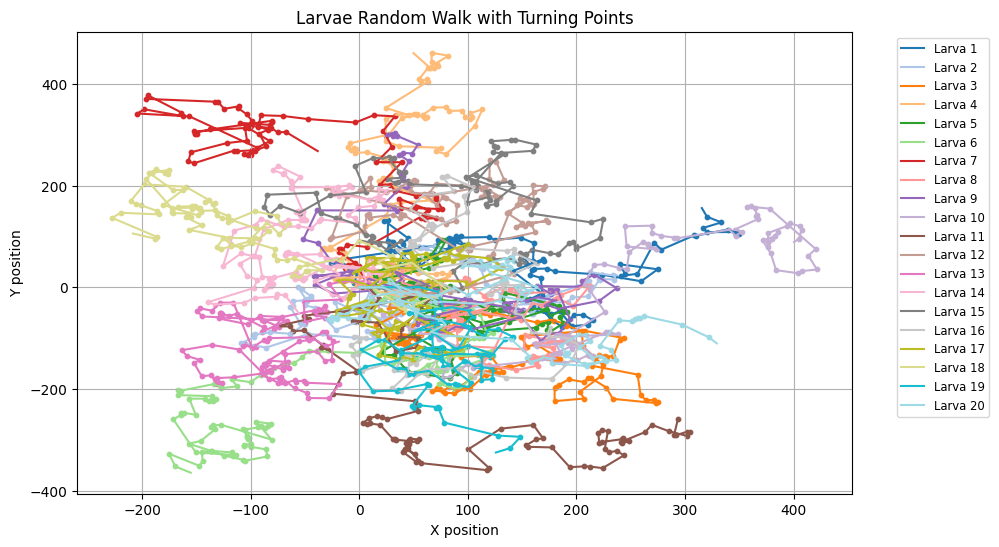 Larvae Random Walk with Turning Points
Y position
400
200
0
−200
−400
−200
−100
0
100
200
300
400
X position
Larva 1
Larva 2
Larva 3
Larva 4
Larva 5
Larva 6
Larva 7
Larva 8
Larva 9
Larva 10
Larva 11
Larva 12
Larva 13
Larva 14
Larva 15
Larva 16
Larva 17
Larva 18
Larva 19
Larva 20